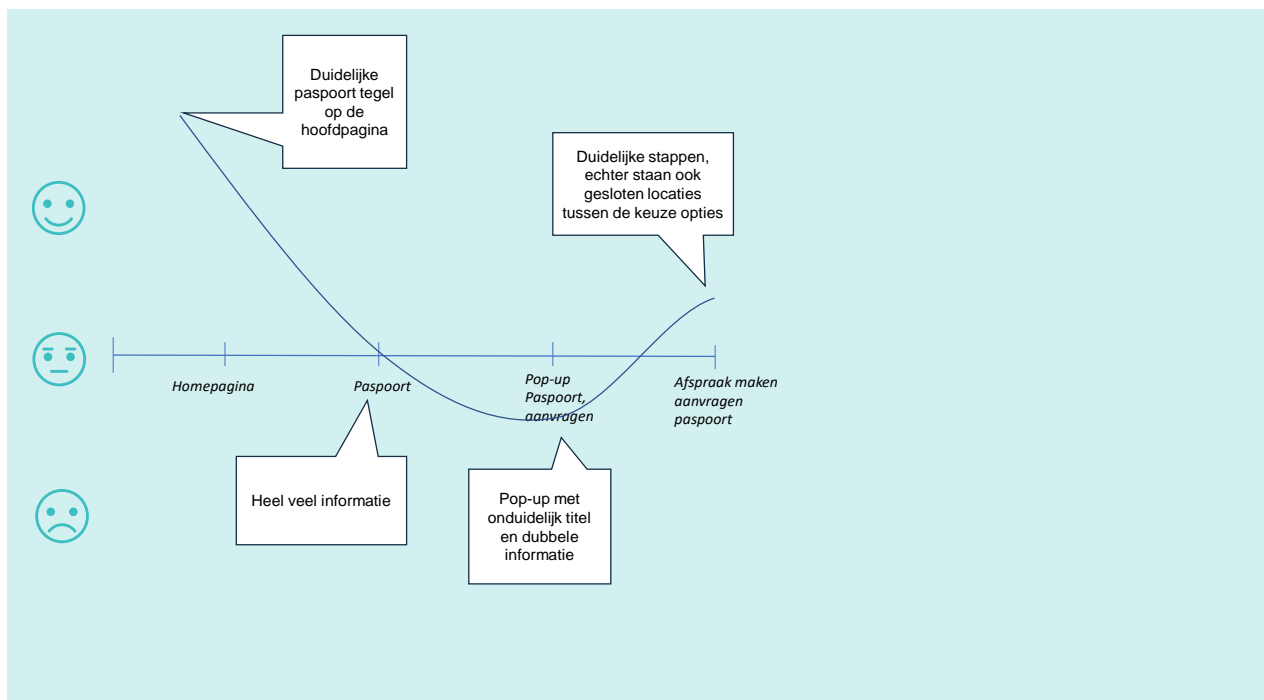 Duidelijke
paspoort tegel
op de
hoofdpagina
Duidelijke stappen,
echter staan ook
gesloten locaties
tussen de keuze opties
Homepagina
Paspoort
Pop-up
Paspoort,
aanvragen
Afspraak maken
aanvragen
paspoort
Heel veel informatie
Pop-up met
onduidelijk titel
en dubbele
informatie